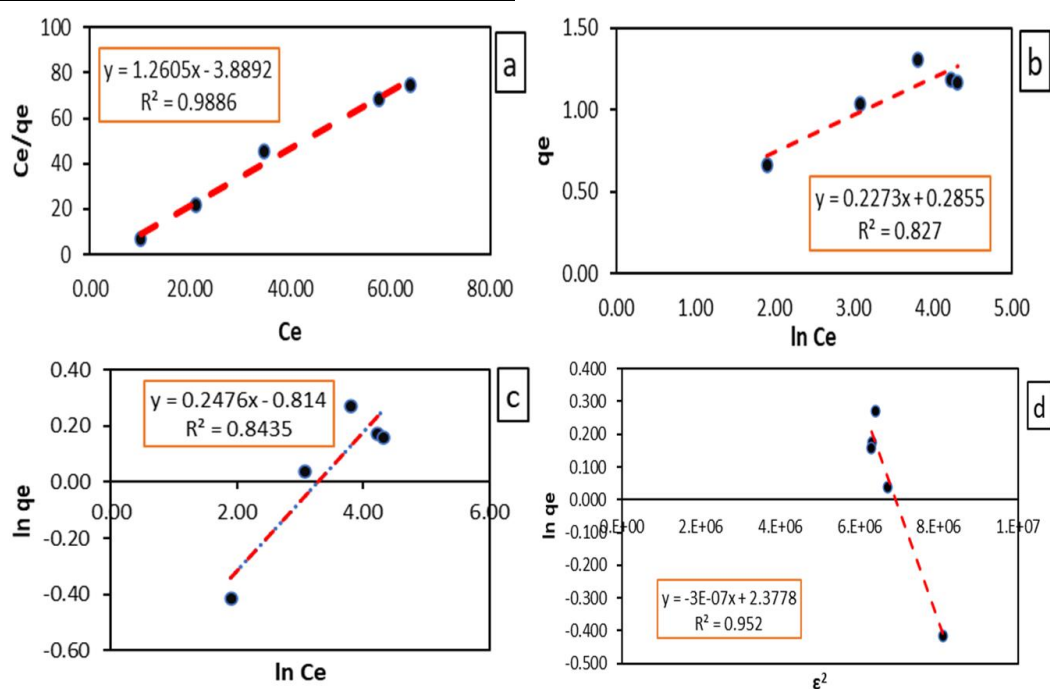 100
80
60
40
20
0
Ce/qe
y = 1.2605x - 3.8892
R² = 0.9886
a
0.00 20.00 40.00 60.00 80.00
Ce
1.50
1.00
0.50
0.00
qe
b
y = 0.2273x + 0.2855
R² = 0.827
0.00 1.00 2.00 3.00 4.00 5.00
ln Ce
0.40
0.20
0.00
-0.20
-0.40
-0.60
ln qe
y = 0.2476x - 0.814
R² = 0.8435
c
0.00 2.00 4.00 6.00
ln Ce
0.400
0.300
0.200
0.100
0.000
-0.100
-0.200
-0.300
-0.400
-0.500
ln qe
d
2.E+06 4.E+06 6.E+06 8.E+06 1.E+07
y = -3E-07x + 2.3778
R² = 0.952
ε²